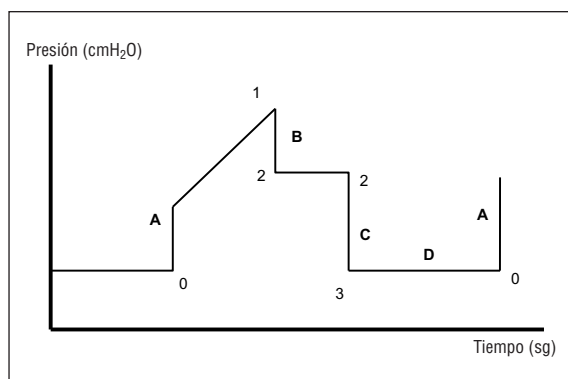 Presión (cmH₂O)
1
B
2 2
A A
C D
0 3 0
Tiempo (sg)